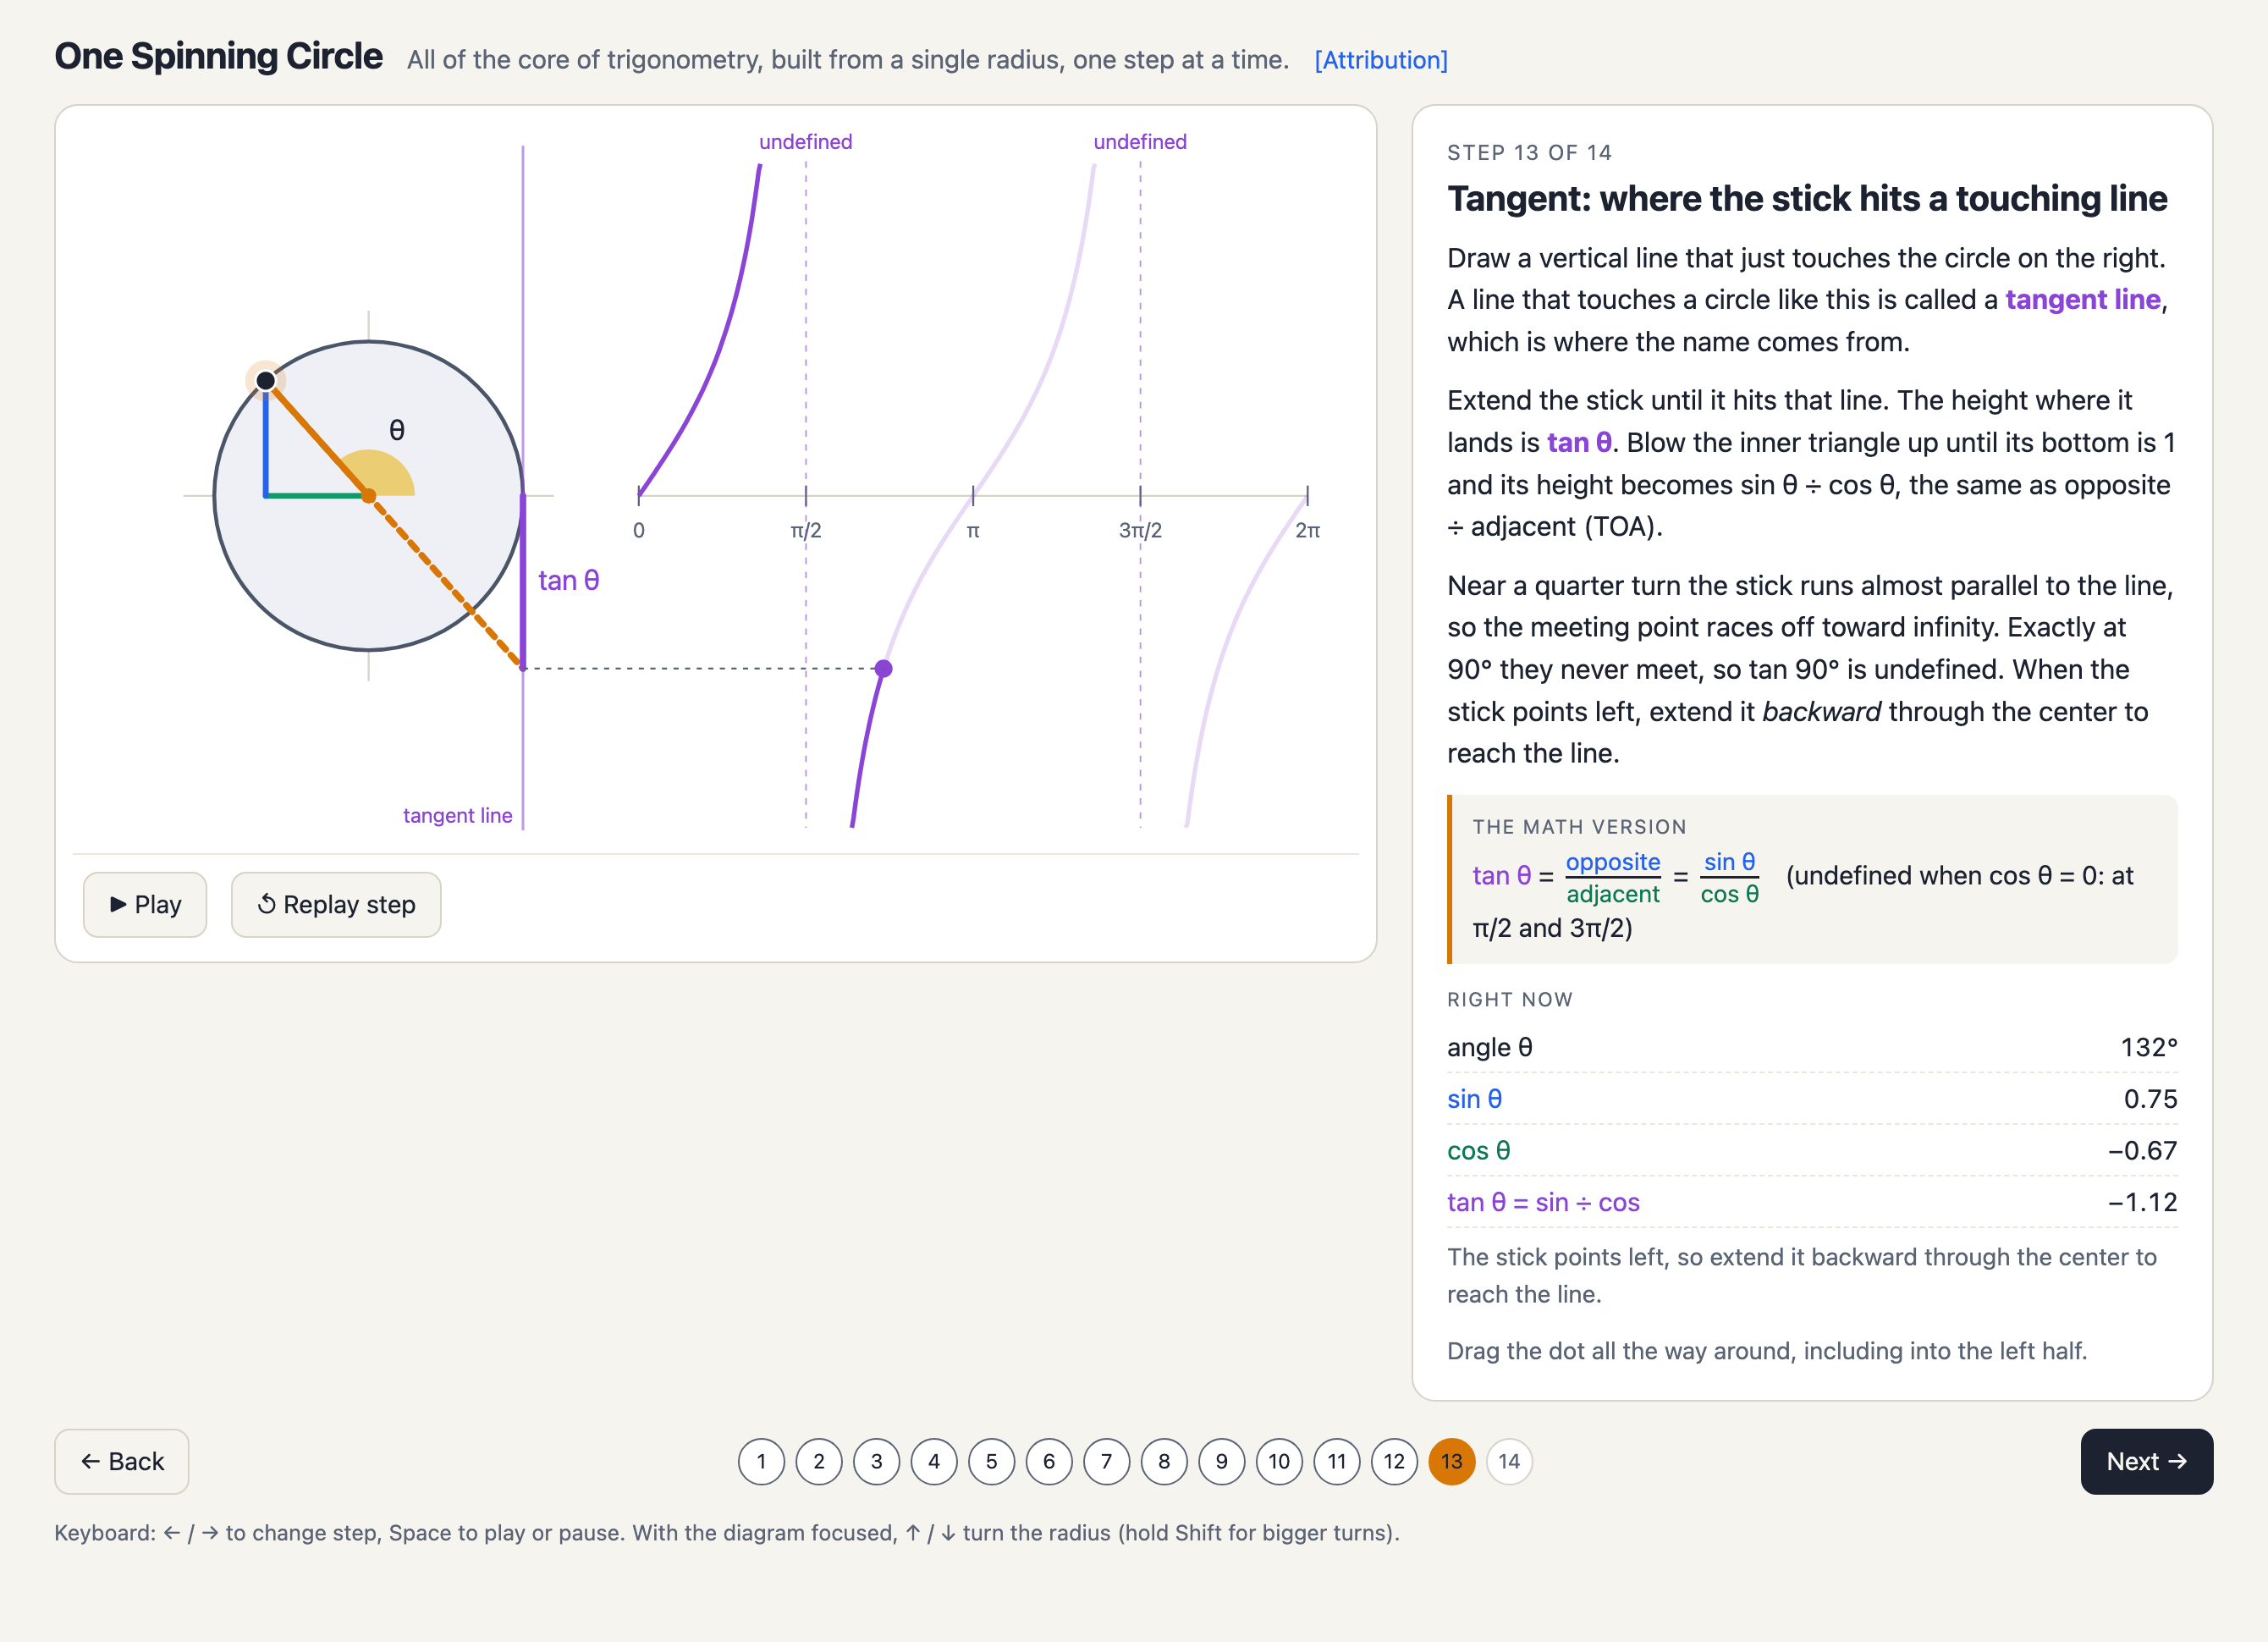 One Spinning Circle All of the core of trigonometry, built from a single radius, one step at a time. [Attribution]
undefined undefined
θ
0 π/2 π 3π/2 2π
tan θ
tangent line
▶ Play ↺ Replay step
STEP 13 OF 14
Tangent: where the stick hits a touching line
Draw a vertical line that just touches the circle on the right.
A line that touches a circle like this is called a tangent line,
which is where the name comes from.
Extend the stick until it hits that line. The height where it
lands is tan θ. Blow the inner triangle up until its bottom is 1
and its height becomes sin θ ÷ cos θ, the same as opposite
÷ adjacent (TOA).
Near a quarter turn the stick runs almost parallel to the line,
so the meeting point races off toward infinity. Exactly at
90° they never meet, so tan 90° is undefined. When the
stick points left, extend it backward through the center to
reach the line.
THE MATH VERSION
tan θ = opposite/adjacent = sin θ/cos θ (undefined when cos θ = 0: at
π/2 and 3π/2)
RIGHT NOW
angle θ 132°
sin θ 0.75
cos θ −0.67
tan θ = sin ÷ cos −1.12
The stick points left, so extend it backward through the center to
reach the line.
Drag the dot all the way around, including into the left half.
← Back 1 2 3 4 5 6 7 8 9 10 11 12 13 14 Next →
Keyboard: ← / → to change step, Space to play or pause. With the diagram focused, ↑ / ↓ turn the radius (hold Shift for bigger turns).